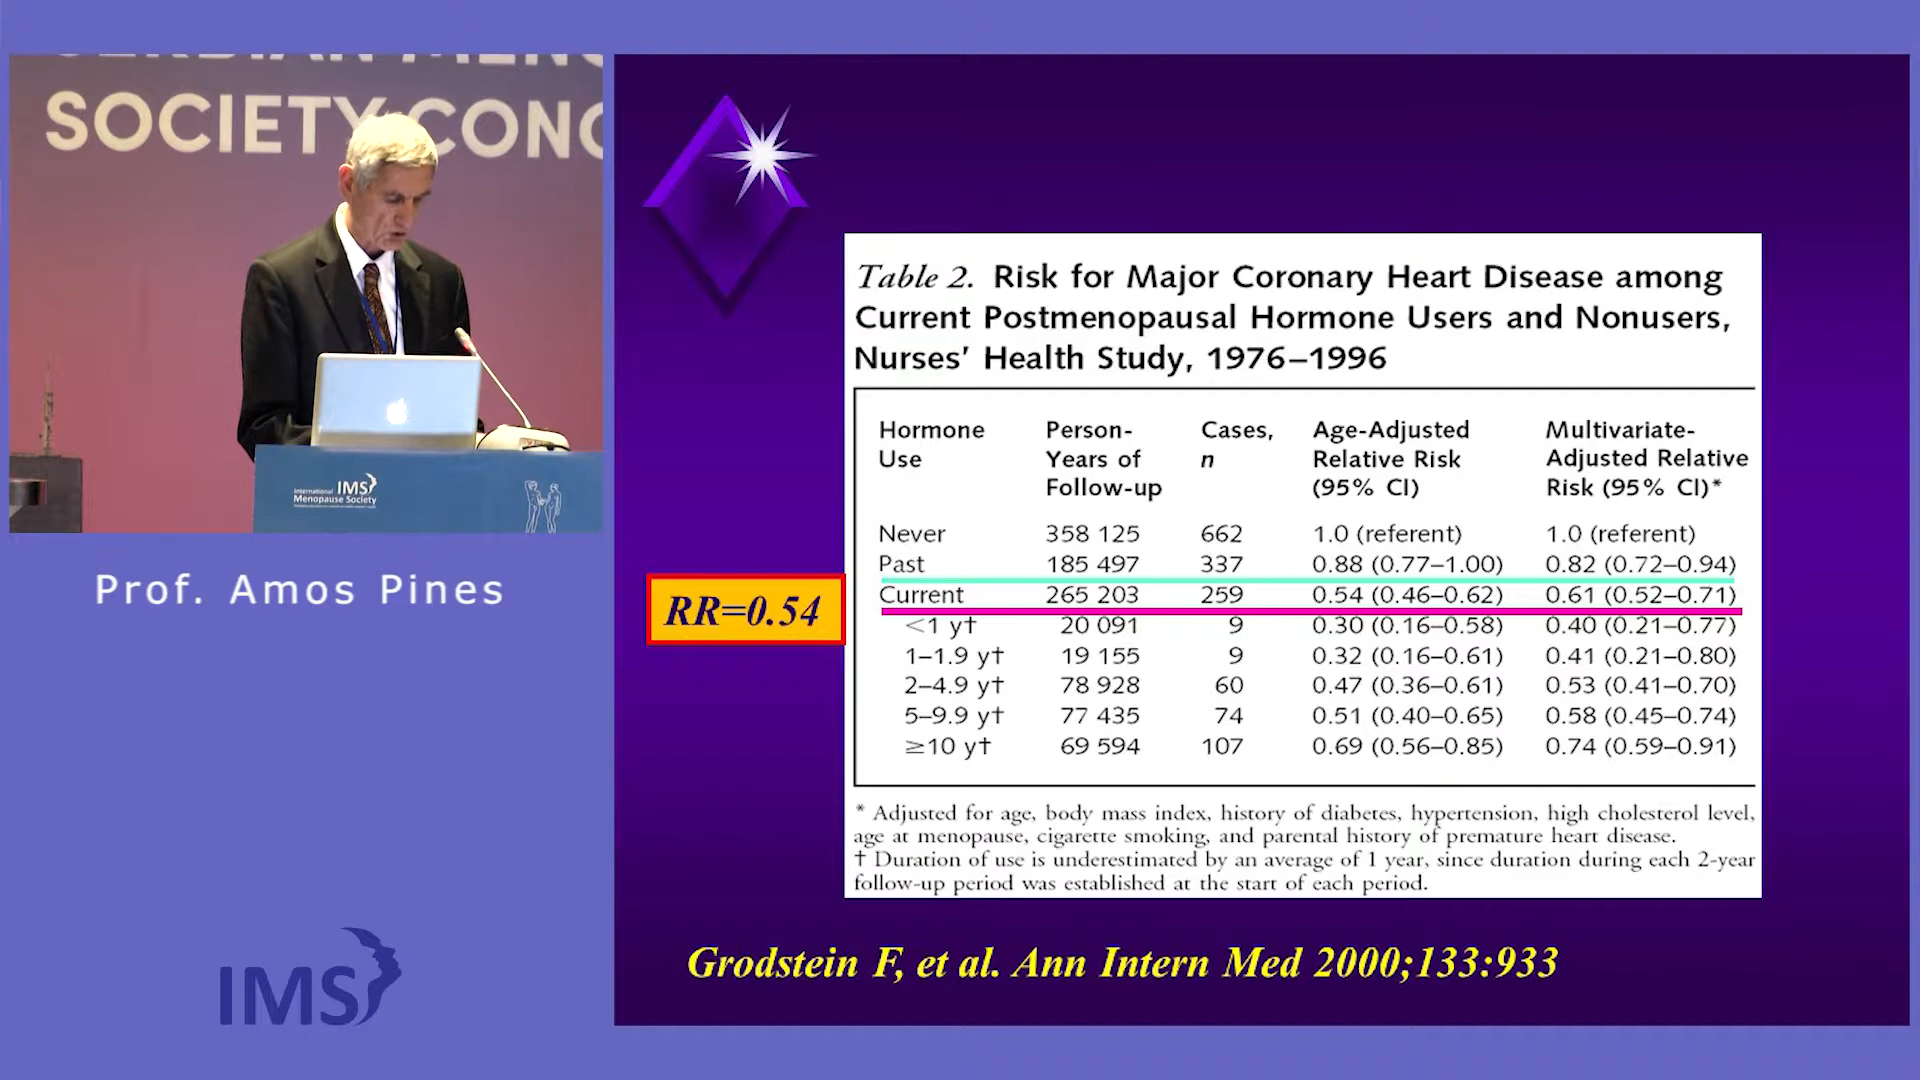 SOCIETY CONG
International
IMS
Menopause Society
Prof. Amos Pines
IMS
Table 2. Risk for Major Coronary Heart Disease among
Current Postmenopausal Hormone Users and Nonusers,
Nurses' Health Study, 1976–1996
Hormone Use Person-Years of Follow-up Cases, n Age-Adjusted Relative Risk (95% CI) Multivariate-Adjusted Relative Risk (95% CI)*
Never 358 125 662 1.0 (referent) 1.0 (referent)
Past 185 497 337 0.88 (0.77–1.00) 0.82 (0.72–0.94)
Current 265 203 259 0.54 (0.46–0.62) 0.61 (0.52–0.71)
<1 y† 20 091 9 0.30 (0.16–0.58) 0.40 (0.21–0.77)
1–1.9 y† 19 155 9 0.32 (0.16–0.61) 0.41 (0.21–0.80)
2–4.9 y† 78 928 60 0.47 (0.36–0.61) 0.53 (0.41–0.70)
5–9.9 y† 77 435 74 0.51 (0.40–0.65) 0.58 (0.45–0.74)
≥10 y† 69 594 107 0.69 (0.56–0.85) 0.74 (0.59–0.91)
* Adjusted for age, body mass index, history of diabetes, hypertension, high cholesterol level,
age at menopause, cigarette smoking, and parental history of premature heart disease.
† Duration of use is underestimated by an average of 1 year, since duration during each 2-year
follow-up period was established at the start of each period.
RR=0.54
Grodstein F, et al. Ann Intern Med 2000;133:933